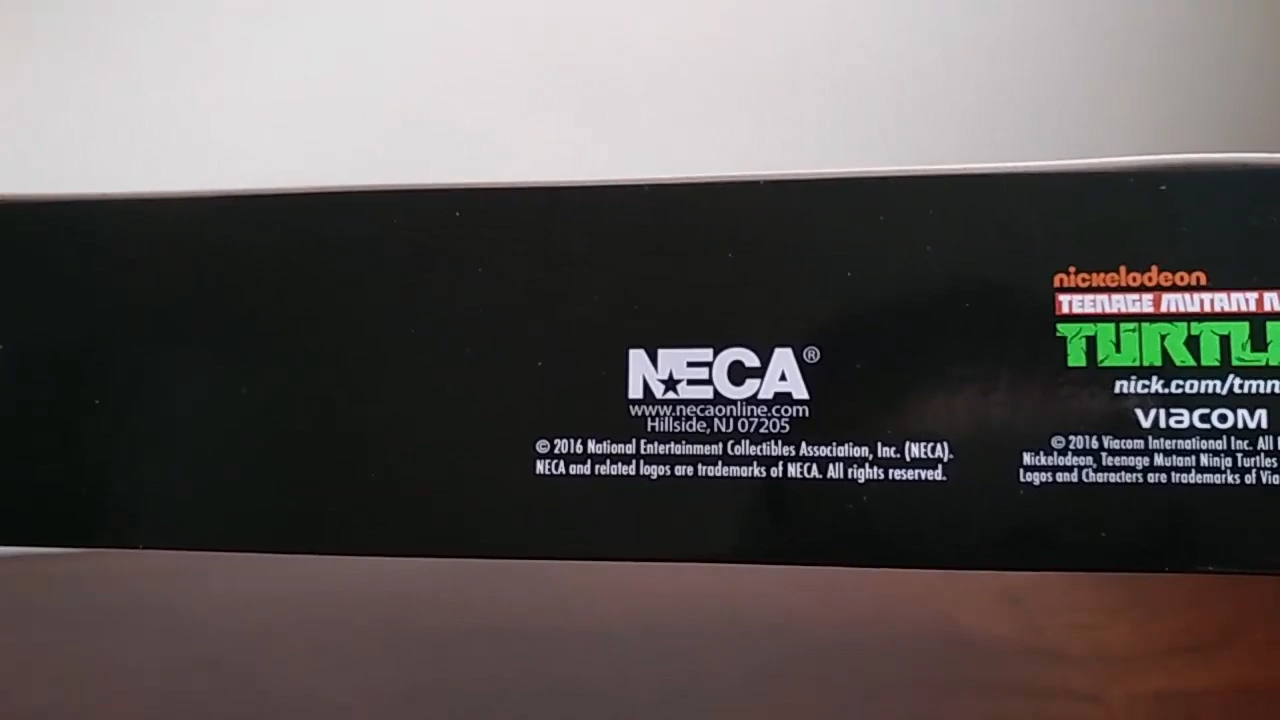 NECA®
www.necaonline.com
Hillside, NJ 07205
© 2016 National Entertainment Collectibles Association, Inc. (NECA).
NECA and related logos are trademarks of NECA. All rights reserved.
nickelodeon
TEENAGE MUTANT N
TURTL
nick.com/tmn
VIACOM
© 2016 Viacom International Inc. All
Nickelodeon, Teenage Mutant Ninja Turtles
Logos and Characters are trademarks of Via